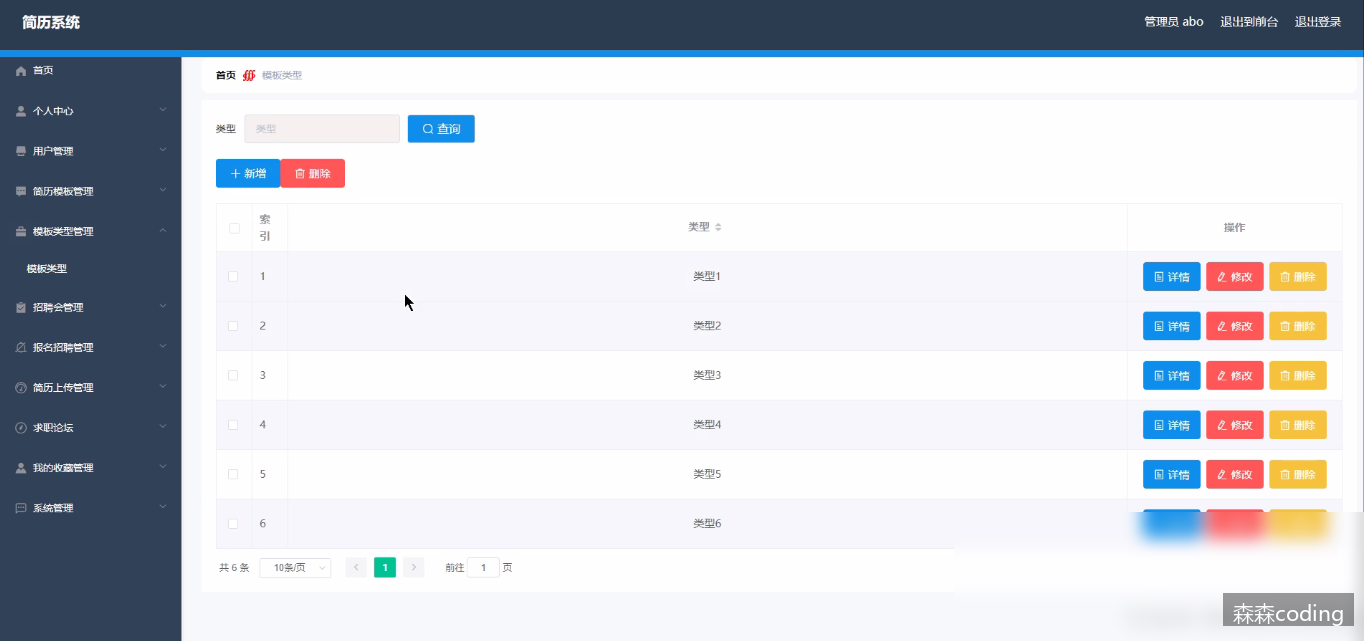 简历系统
管理员 abo 退出到前台 退出登录
首页
个人中心
用户管理
简历模板管理
模板类型管理
模板类型
招聘会管理
报名招聘管理
简历上传管理
求职论坛
我的收藏管理
系统管理
首页 模板类型
类型 类型 查询
新增 删除
索引 类型 操作
1 类型1 详情 修改 删除
2 类型2 详情 修改 删除
3 类型3 详情 修改 删除
4 类型4 详情 修改 删除
5 类型5 详情 修改 删除
6 类型6
共 6 条 10条/页 1 前往 1 页
森森coding